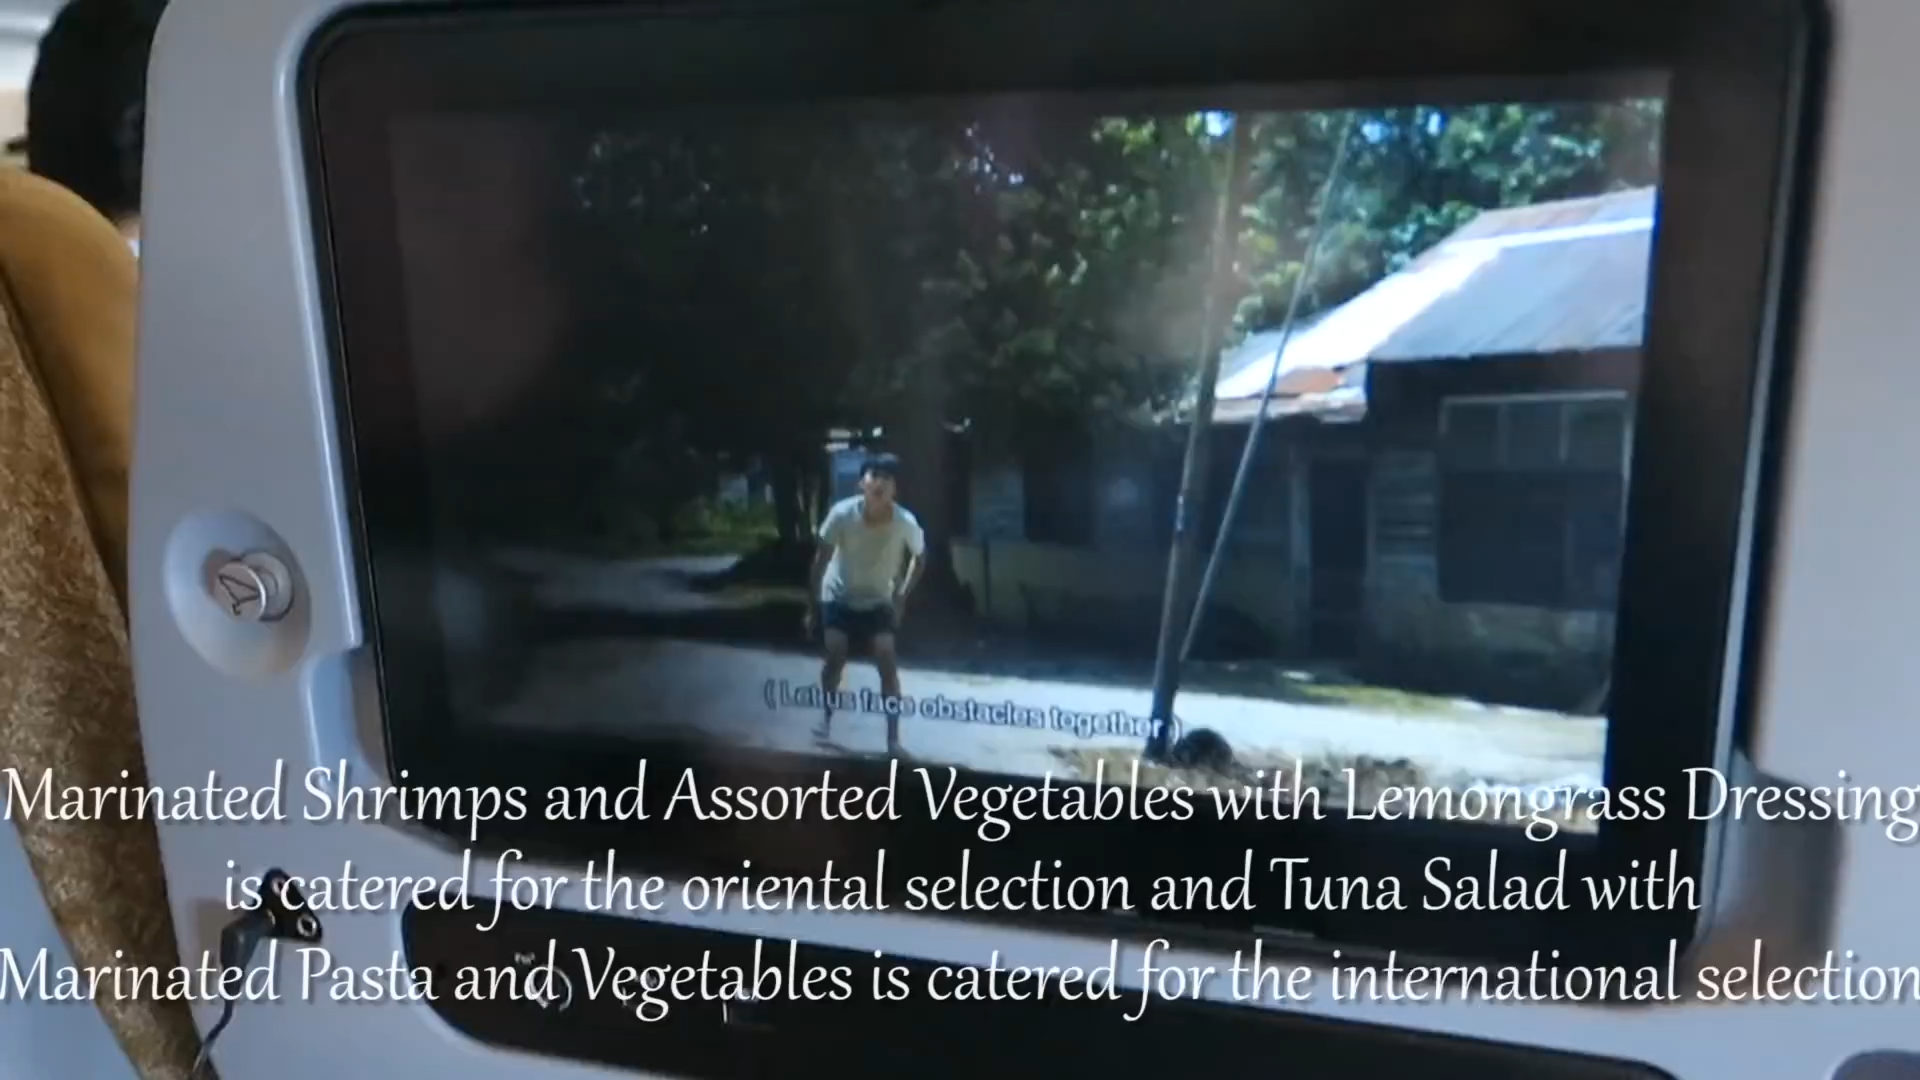 ( Let us face obstacles together )
Marinated Shrimps and Assorted Vegetables with Lemongrass Dressing
is catered for the oriental selection and Tuna Salad with
Marinated Pasta and Vegetables is catered for the international selection